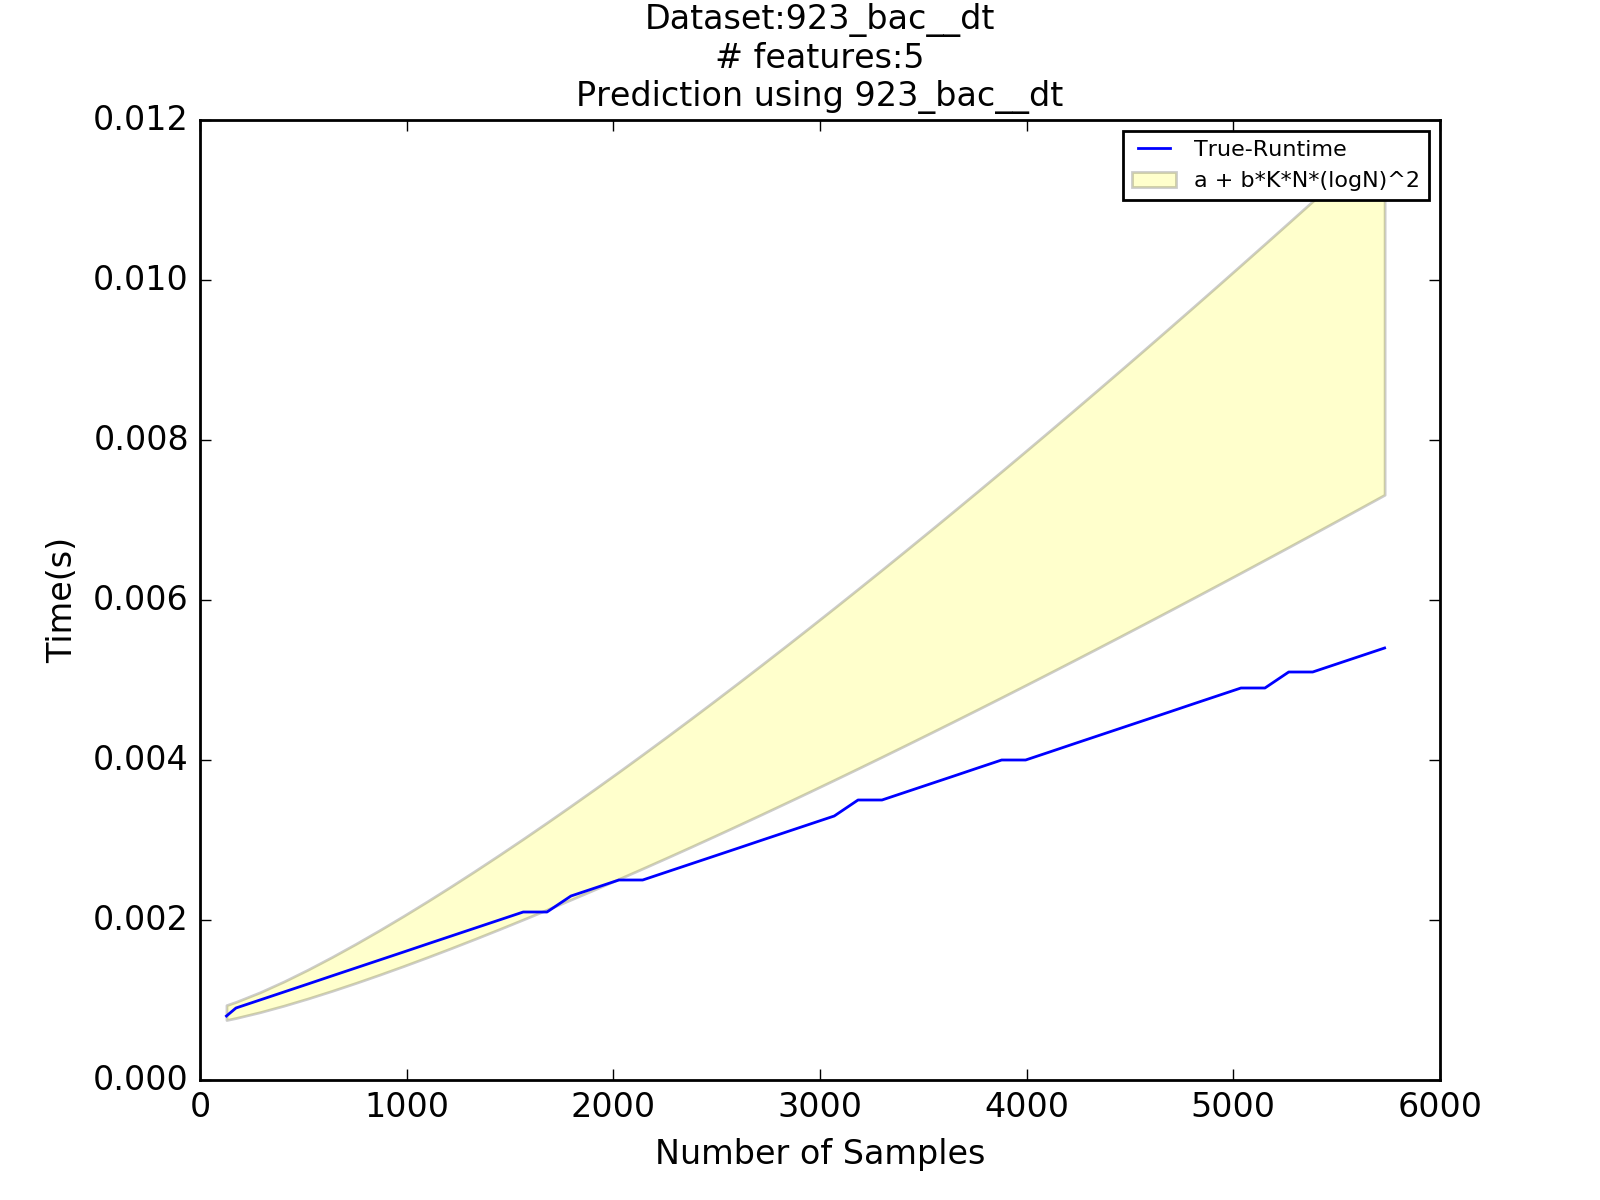 Dataset:923_bac__dt
# features:5
Prediction using 923_bac__dt
True-Runtime
a + b*K*N*(logN)^2
0.012
0.010
0.008
0.006
0.004
0.002
0.000
Time(s)
0 1000 2000 3000 4000 5000 6000
Number of Samples